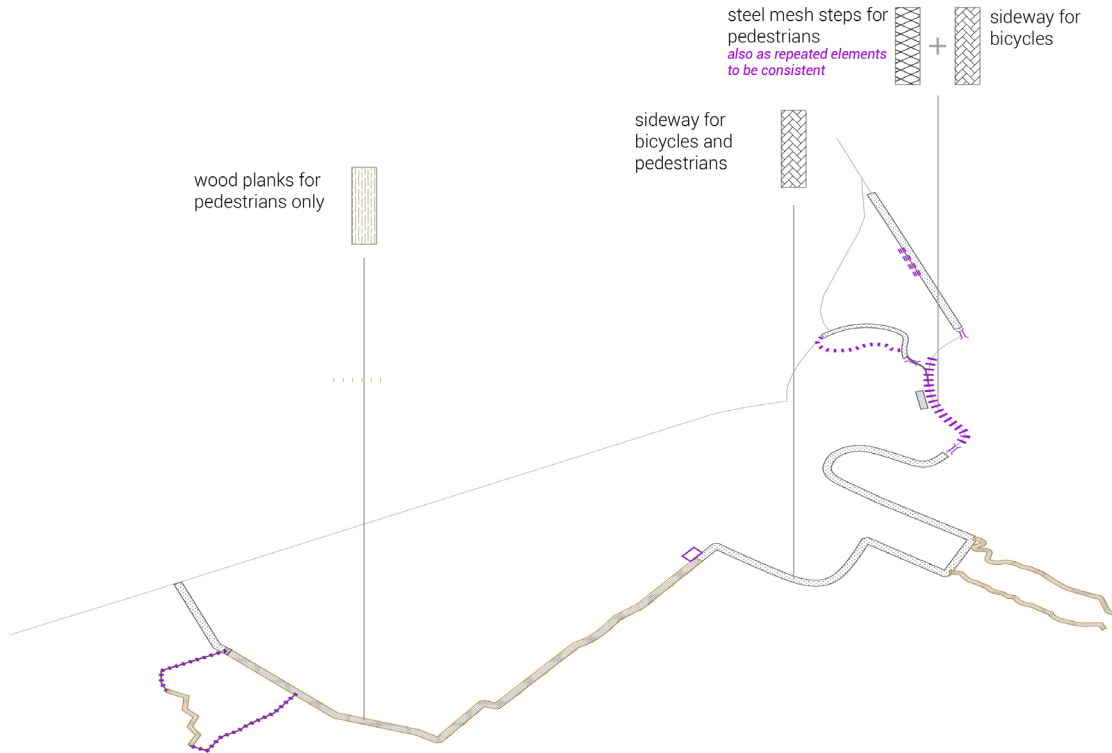 steel mesh steps for
pedestrians
also as repeated elements
to be consistent
sideway for
bicycles
sideway for
bicycles and
pedestrians
wood planks for
pedestrians only